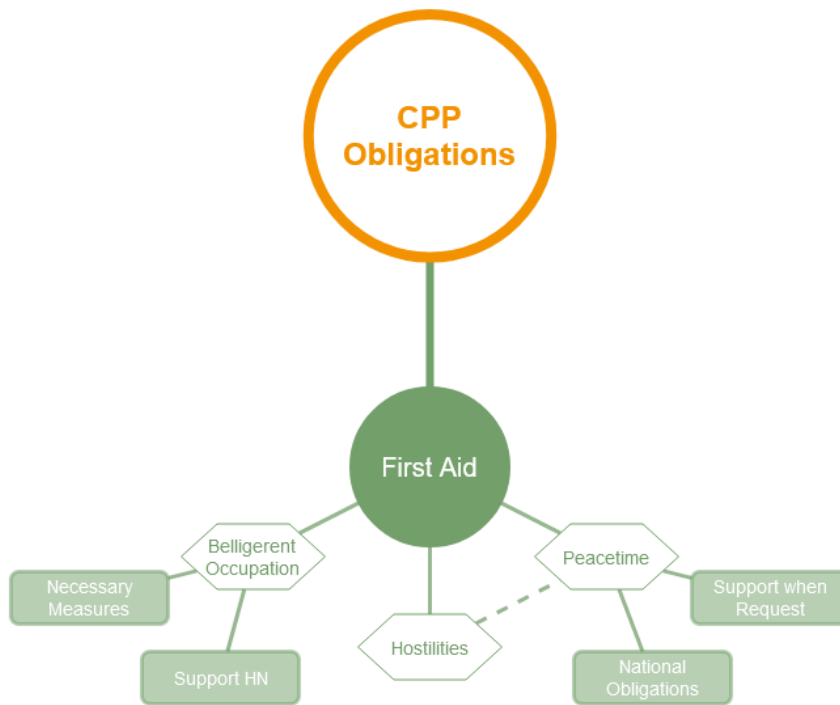 CPP
Obligations
First Aid
Belligerent
Occupation
Peacetime
Necessary
Measures
Support when
Request
Hostilities
Support HN
National
Obligations